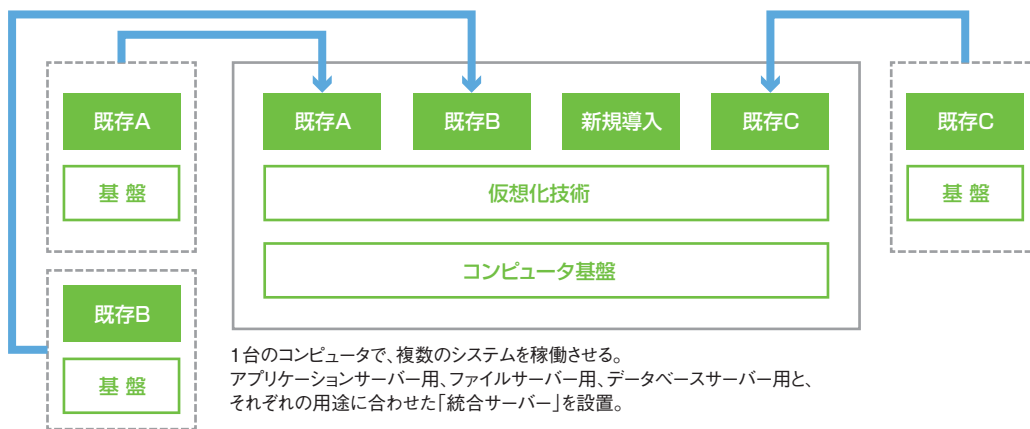 既存A
基 盤
既存B
基 盤
既存A
既存B
新規導入
既存C
仮想化技術
コンピュータ基盤
既存C
基 盤
1台のコンピュータで、複数のシステムを稼働させる。
アプリケーションサーバー用、ファイルサーバー用、データベースサーバー用と、
それぞれの用途に合わせた「統合サーバー」を設置。